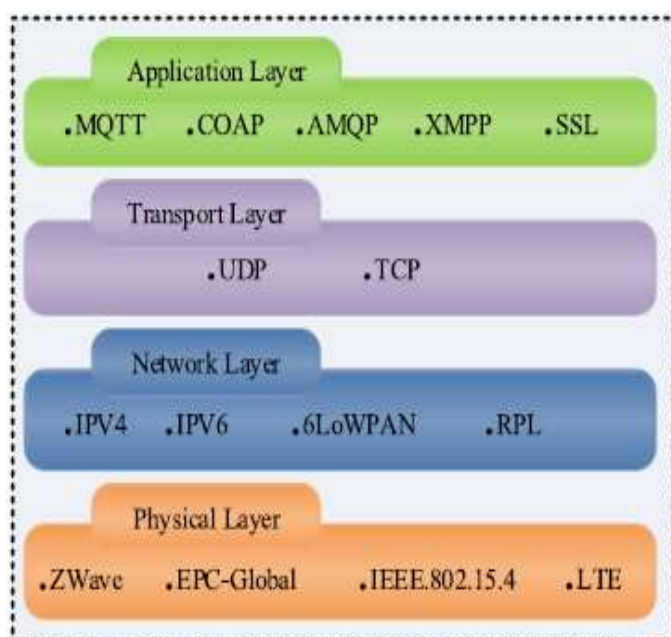 Application Layer
.MQTT .COAP .AMQP .XMPP .SSL
Transport Layer
.UDP .TCP
Network Layer
.IPV4 .IPV6 .6LoWPAN .RPL
Physical Layer
.ZWave .EPC-Global .IEEE.802.15.4 .LTE